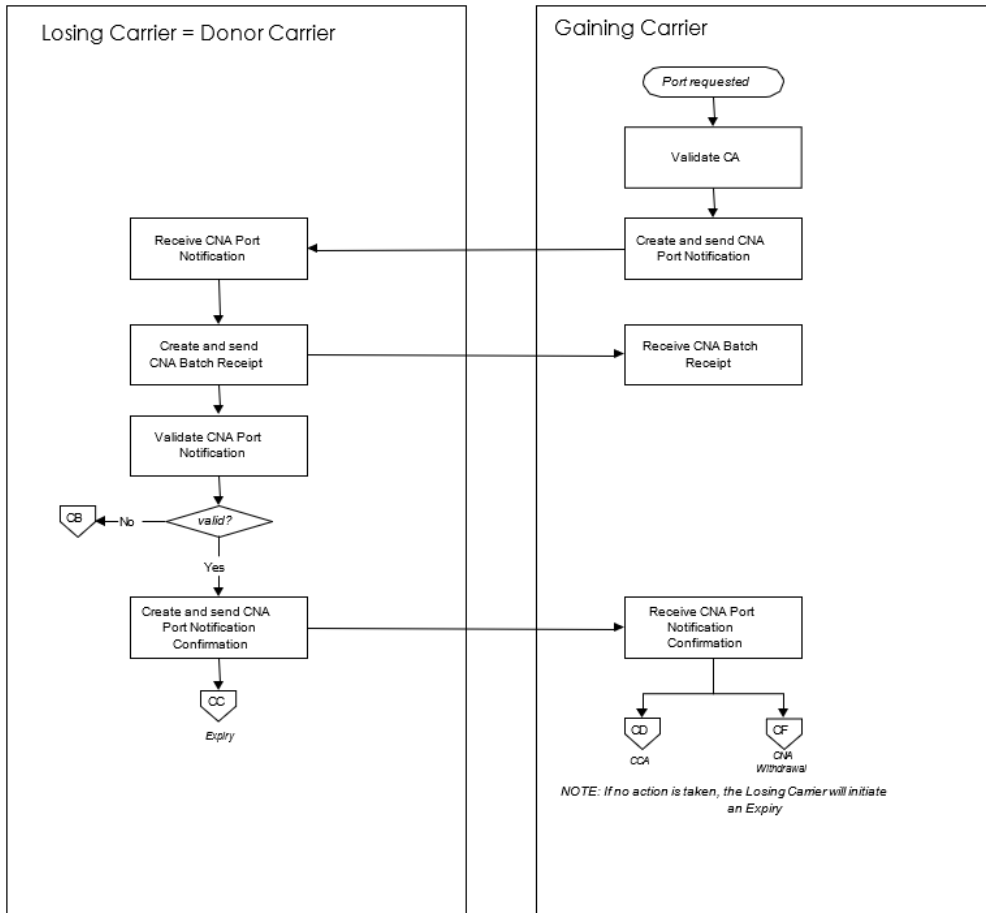 Losing Carrier = Donor Carrier
Receive CNA Port
Notification
Create and send
CNA Batch Receipt
Validate CNA Port
Notification
valid?
No
CB
Yes
Create and send CNA
Port Notification
Confirmation
CC
Expiry
Gaining Carrier
Port requested
Validate CA
Create and send CNA
Port Notification
Receive CNA Batch
Receipt
Receive CNA Port
Notification
Confirmation
CD
CCA
CF
CNA
Withdrawal
NOTE: If no action is taken, the Losing Carrier will initiate
an Expiry